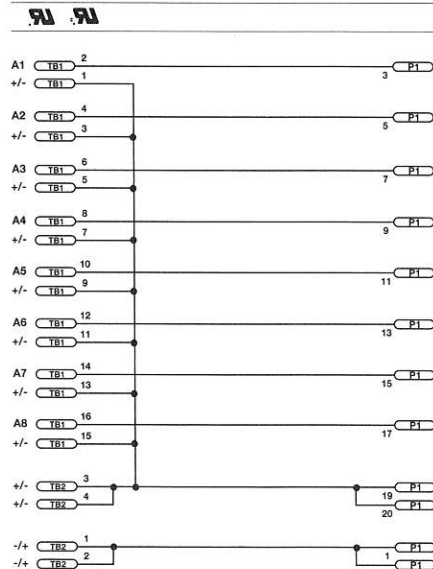 A1 TB1 2 3 P1
+/- TB1 1
A2 TB1 4 5 P1
+/- TB1 3
A3 TB1 6 7 P1
+/- TB1 5
A4 TB1 8 9 P1
+/- TB1 7
A5 TB1 10 11 P1
+/- TB1 9
A6 TB1 12 13 P1
+/- TB1 11
A7 TB1 14 15 P1
+/- TB1 13
A8 TB1 16 17 P1
+/- TB1 15
+/- TB2 3 19 P1
+/- TB2 4 20 P1
-/+ TB2 1 1 P1
-/+ TB2 2 P1